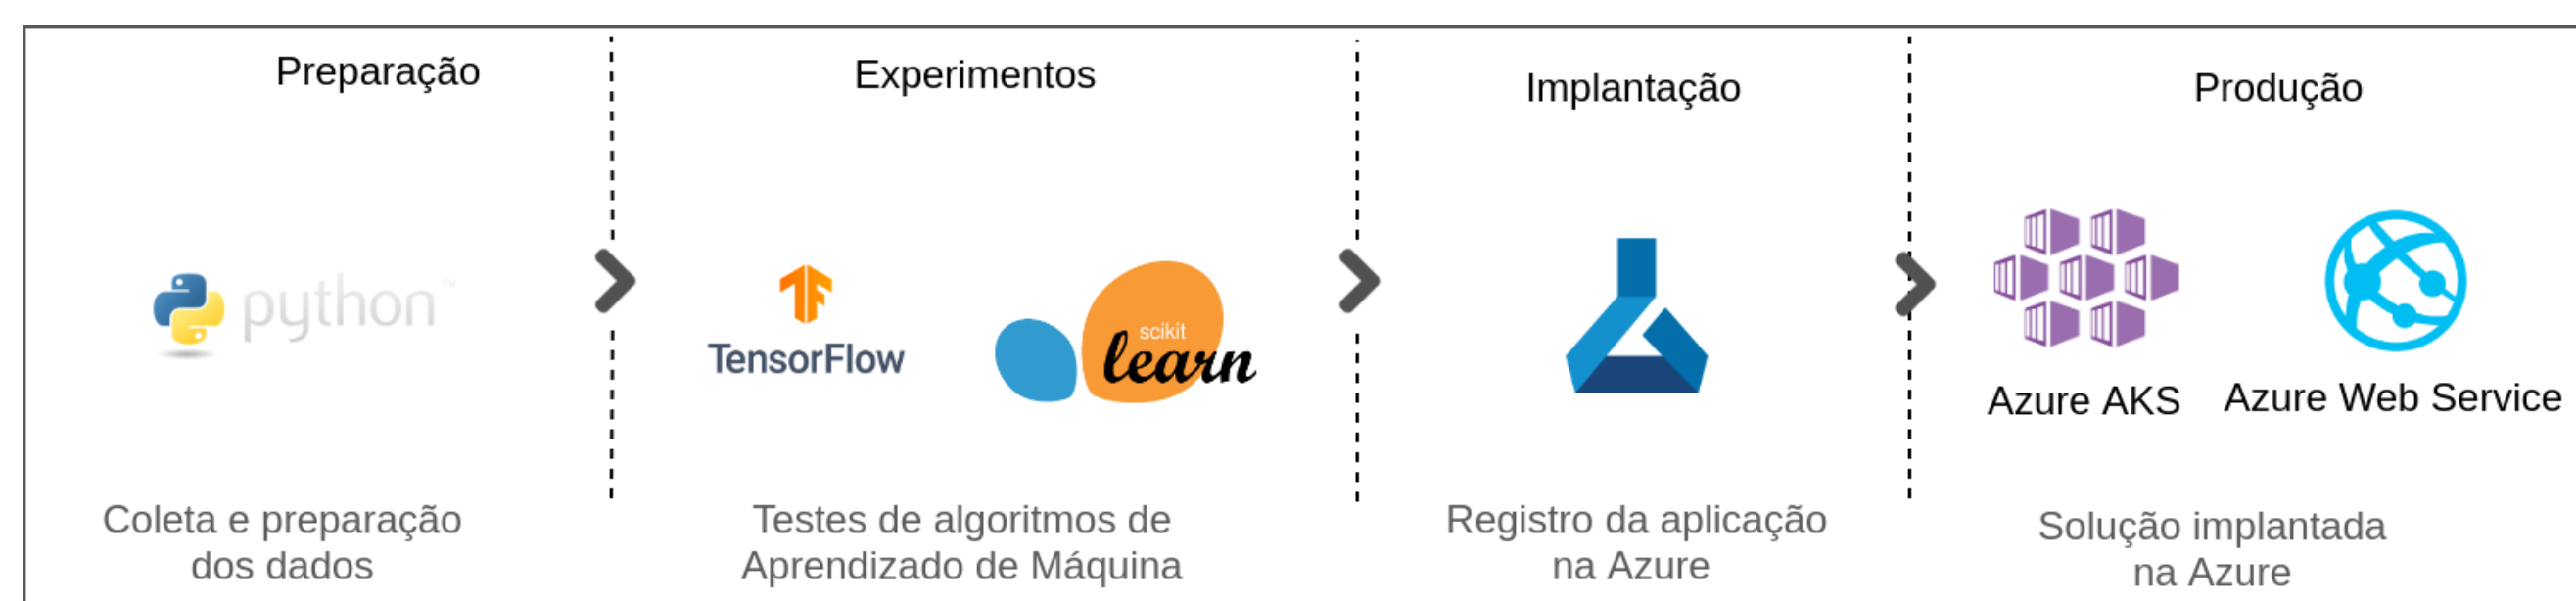 Preparação
Experimentos
Implantação
Produção
python™
TensorFlow
scikit
learn
Azure AKS
Azure Web Service
Coleta e preparação
dos dados
Testes de algoritmos de
Aprendizado de Máquina
Registro da aplicação
na Azure
Solução implantada
na Azure